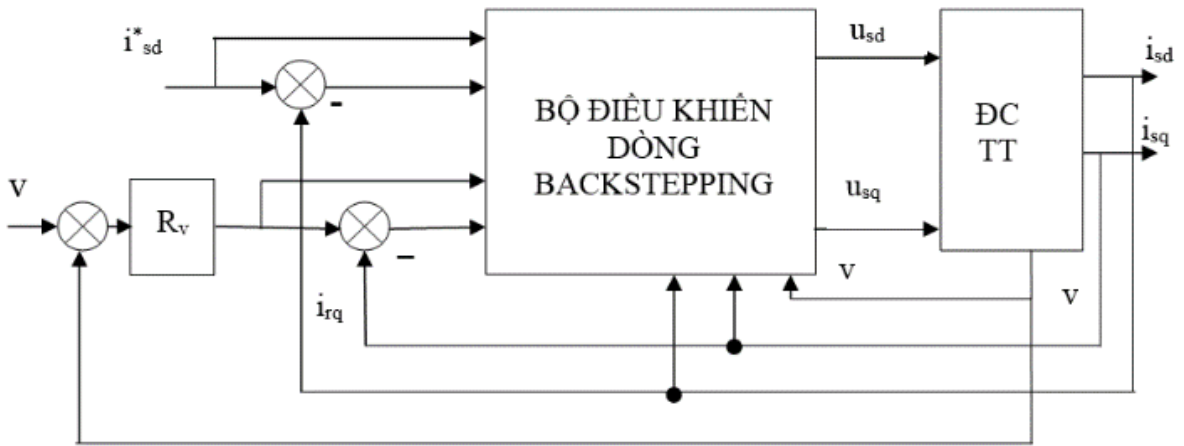 i*sd
BỘ ĐIỀU KHIỂN
DÒNG
BACKSTEPPING
usd
ĐC
TT
isd
isq
v
Rv
usq
-
-
irq
v
v